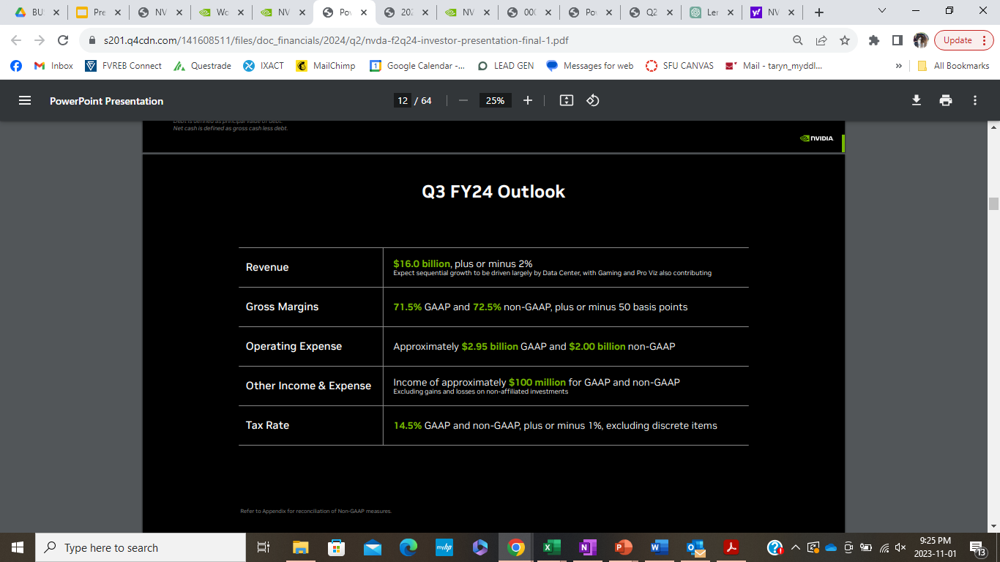 BU
Pre
NV
Wo
NV
Pov
202
NV
000
Pov
Q2
Ler
NV
s201.q4cdn.com/141608511/files/doc_financials/2024/q2/nvda-f2q24-investor-presentation-final-1.pdf
Update
Inbox
FVREB Connect
Questrade
IXACT
MailChimp
Google Calendar -...
LEAD GEN
Messages for web
SFU CANVAS
Mail - taryn_myddl...
»
All Bookmarks
PowerPoint Presentation
12 / 64
25%
Debt is defined as principal value of debt.
Net cash is defined as gross cash less debt.
NVIDIA
Q3 FY24 Outlook
Revenue
$16.0 billion, plus or minus 2%
Expect sequential growth to be driven largely by Data Center, with Gaming and Pro Viz also contributing
Gross Margins
71.5% GAAP and 72.5% non-GAAP, plus or minus 50 basis points
Operating Expense
Approximately $2.95 billion GAAP and $2.00 billion non-GAAP
Other Income & Expense
Income of approximately $100 million for GAAP and non-GAAP
Excluding gains and losses on non-affiliated investments
Tax Rate
14.5% GAAP and non-GAAP, plus or minus 1%, excluding discrete items
Refer to Appendix for reconciliation of Non-GAAP measures.
Type here to search
9:25 PM
2023-11-01
13